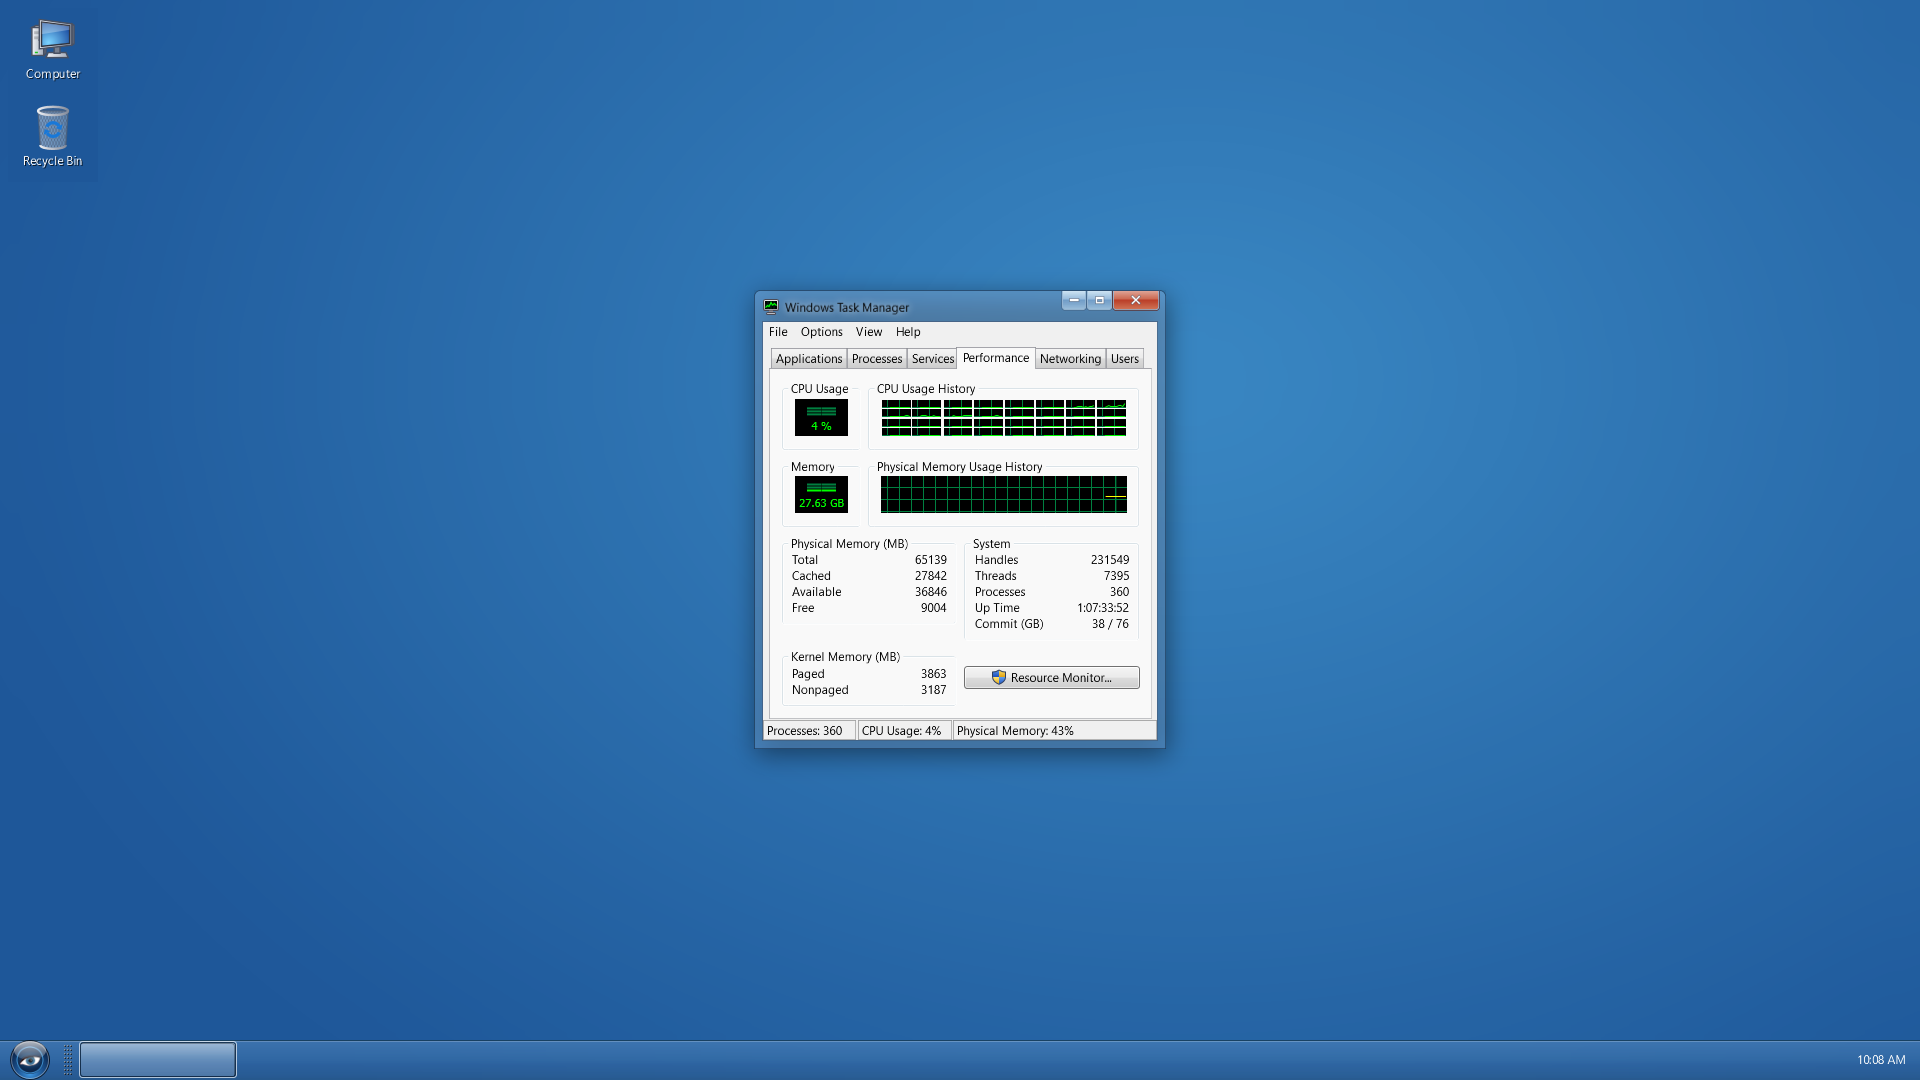 Computer
Recycle Bin
Windows Task Manager
File Options View Help
Applications Processes Services Performance Networking Users
CPU Usage
4 %
CPU Usage History
Memory
27.63 GB
Physical Memory Usage History
Physical Memory (MB)
Total 65139
Cached 27842
Available 36846
Free 9004
System
Handles 231549
Threads 7395
Processes 360
Up Time 1:07:33:52
Commit (GB) 38 / 76
Kernel Memory (MB)
Paged 3863
Nonpaged 3187
Resource Monitor...
Processes: 360 CPU Usage: 4% Physical Memory: 43%
10:08 AM